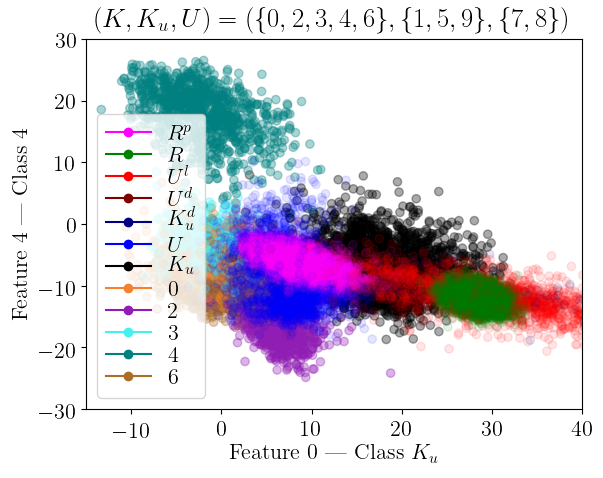 (K, K_u, U) = ({0, 2, 3, 4, 6}, {1, 5, 9}, {7, 8})
30
20
10
0
−10
−20
−30
Feature 4 — Class 4
R^p
R
U^l
U^d
K_u^d
U
K_u
0
2
3
4
6
−10
0
10
20
30
40
Feature 0 — Class K_u